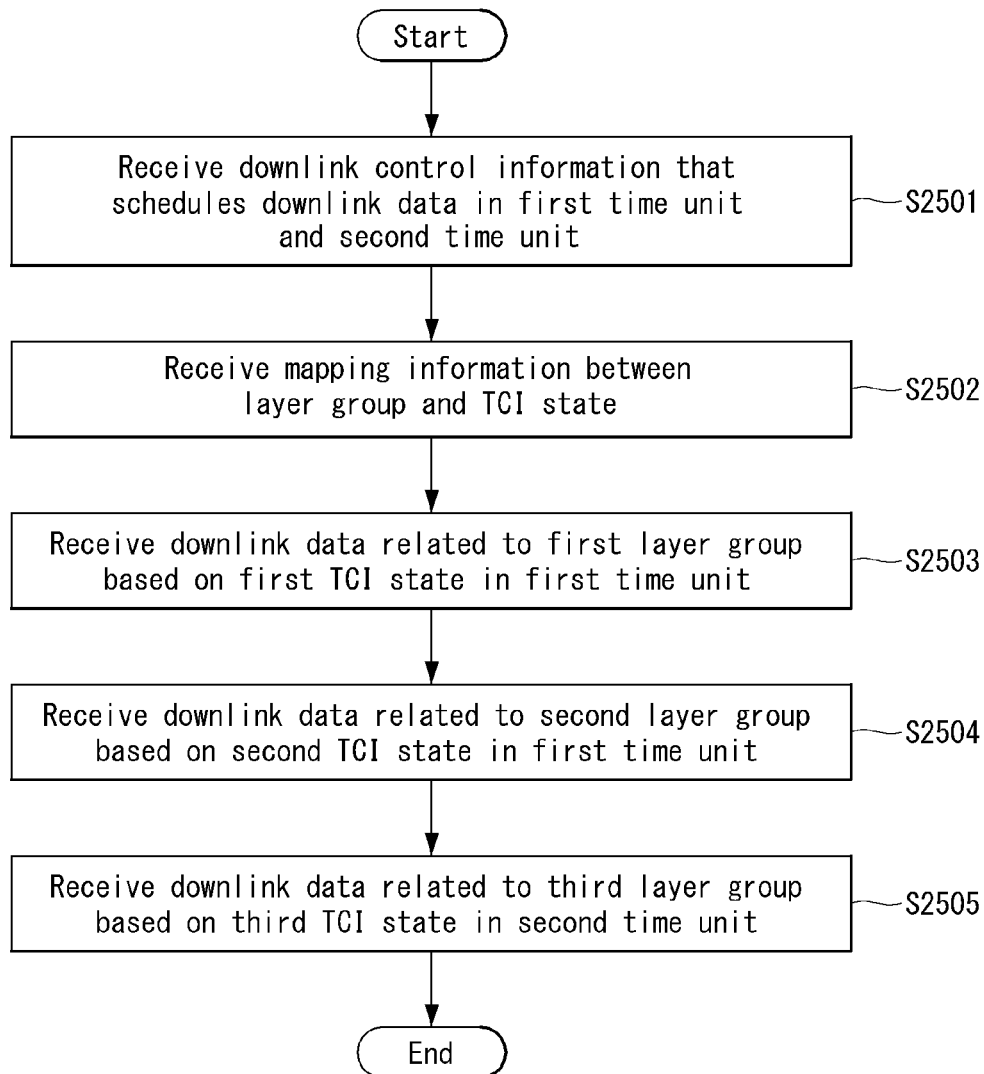 Start
Receive downlink control information that
schedules downlink data in first time unit
and second time unit
S2501
Receive mapping information between
layer group and TCI state
S2502
Receive downlink data related to first layer group
based on first TCI state in first time unit
S2503
Receive downlink data related to second layer group
based on second TCI state in first time unit
S2504
Receive downlink data related to third layer group
based on third TCI state in second time unit
S2505
End